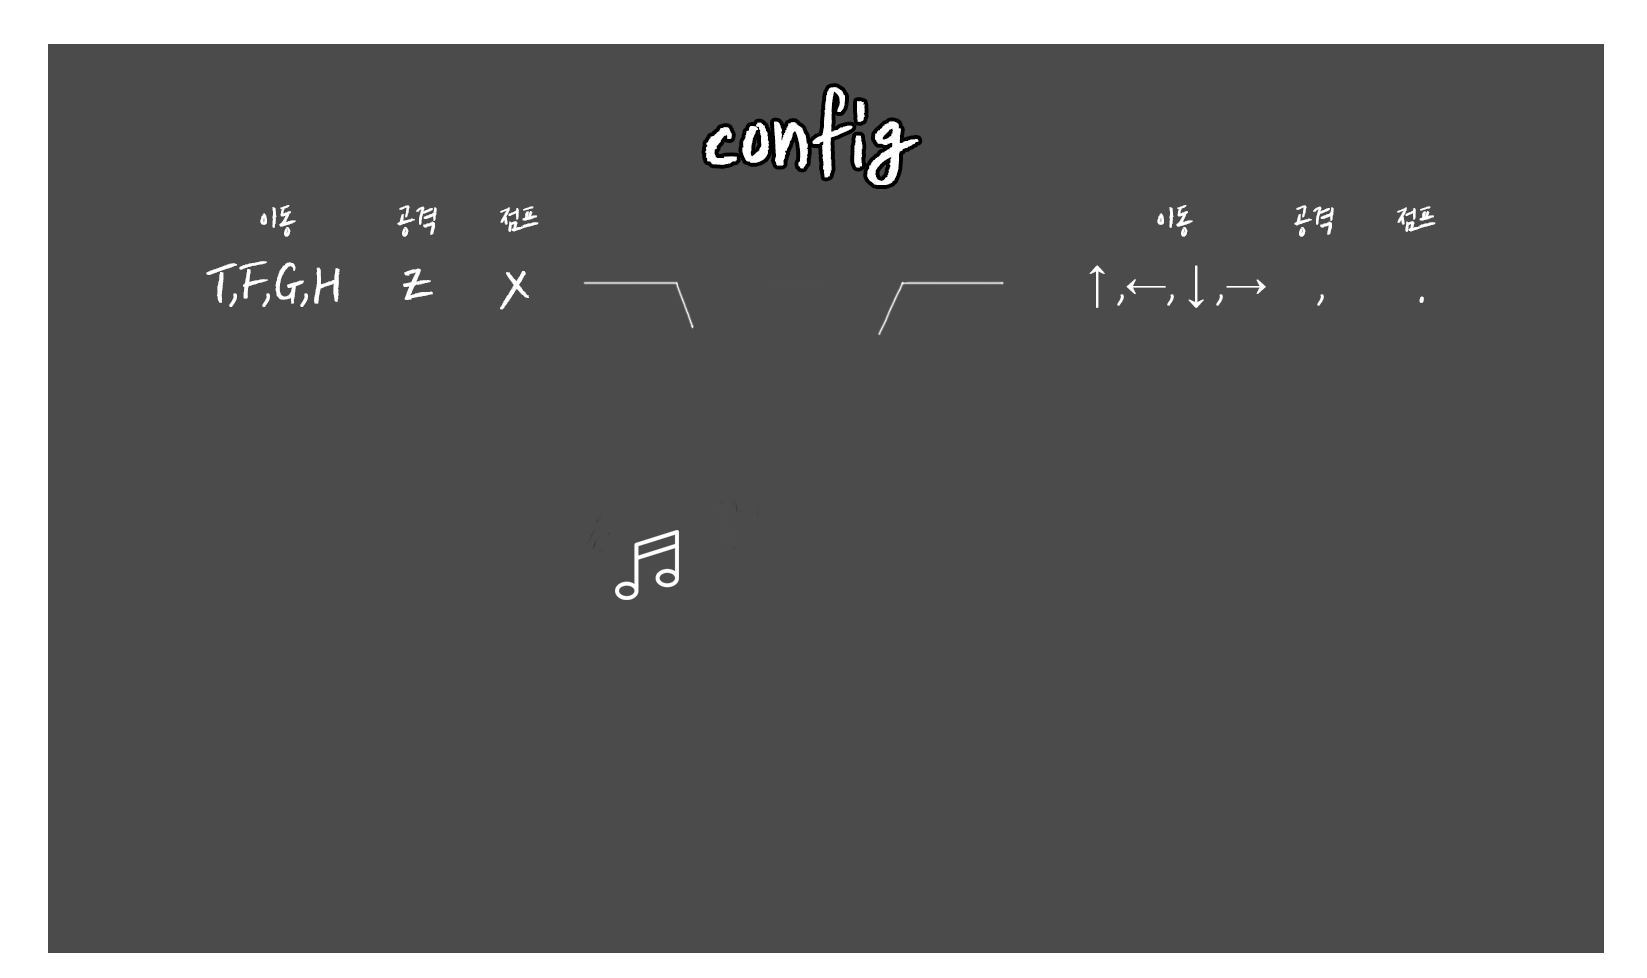 config
이동 공격 점프 이동 공격 점프
T,F,G,H Z X ↑,←,↓,→ , .